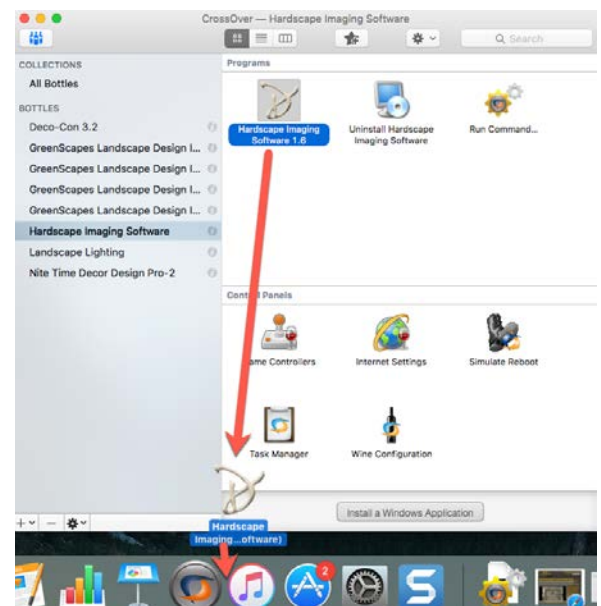 CrossOver — Hardscape Imaging Software
Search
COLLECTIONS
All Bottles
BOTTLES
Deco-Con 3.2
GreenScapes Landscape Design I...
GreenScapes Landscape Design I...
GreenScapes Landscape Design I...
GreenScapes Landscape Design I...
Hardscape Imaging Software
Landscape Lighting
Nite Time Decor Design Pro-2
Programs
Hardscape Imaging
Software 1.6
Uninstall Hardscape
Imaging Software
Run Command...
Control Panels
ame Controllers
Internet Settings
Simulate Reboot
Task Manager
Wine Configuration
Install a Windows Application
Hardscape
Imaging...oftware)
2